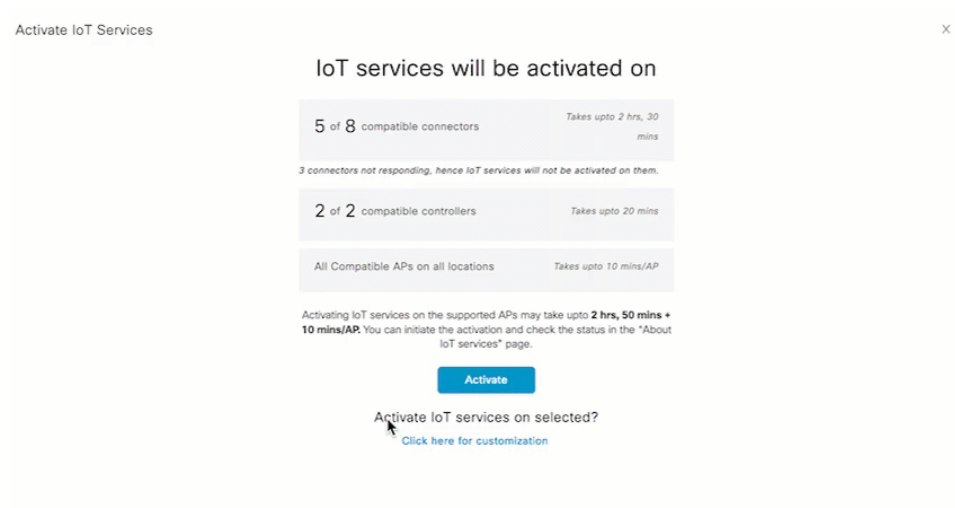 Activate IoT Services
X
IoT services will be activated on
5 of 8 compatible connectors
Takes upto 2 hrs, 30
mins
3 connectors not responding, hence IoT services will not be activated on them.
2 of 2 compatible controllers
Takes upto 20 mins
All Compatible APs on all locations
Takes upto 10 mins/AP
Activating IoT services on the supported APs may take upto 2 hrs, 50 mins +
10 mins/AP. You can initiate the activation and check the status in the "About
IoT services" page.
Activate
Activate IoT services on selected?
Click here for customization